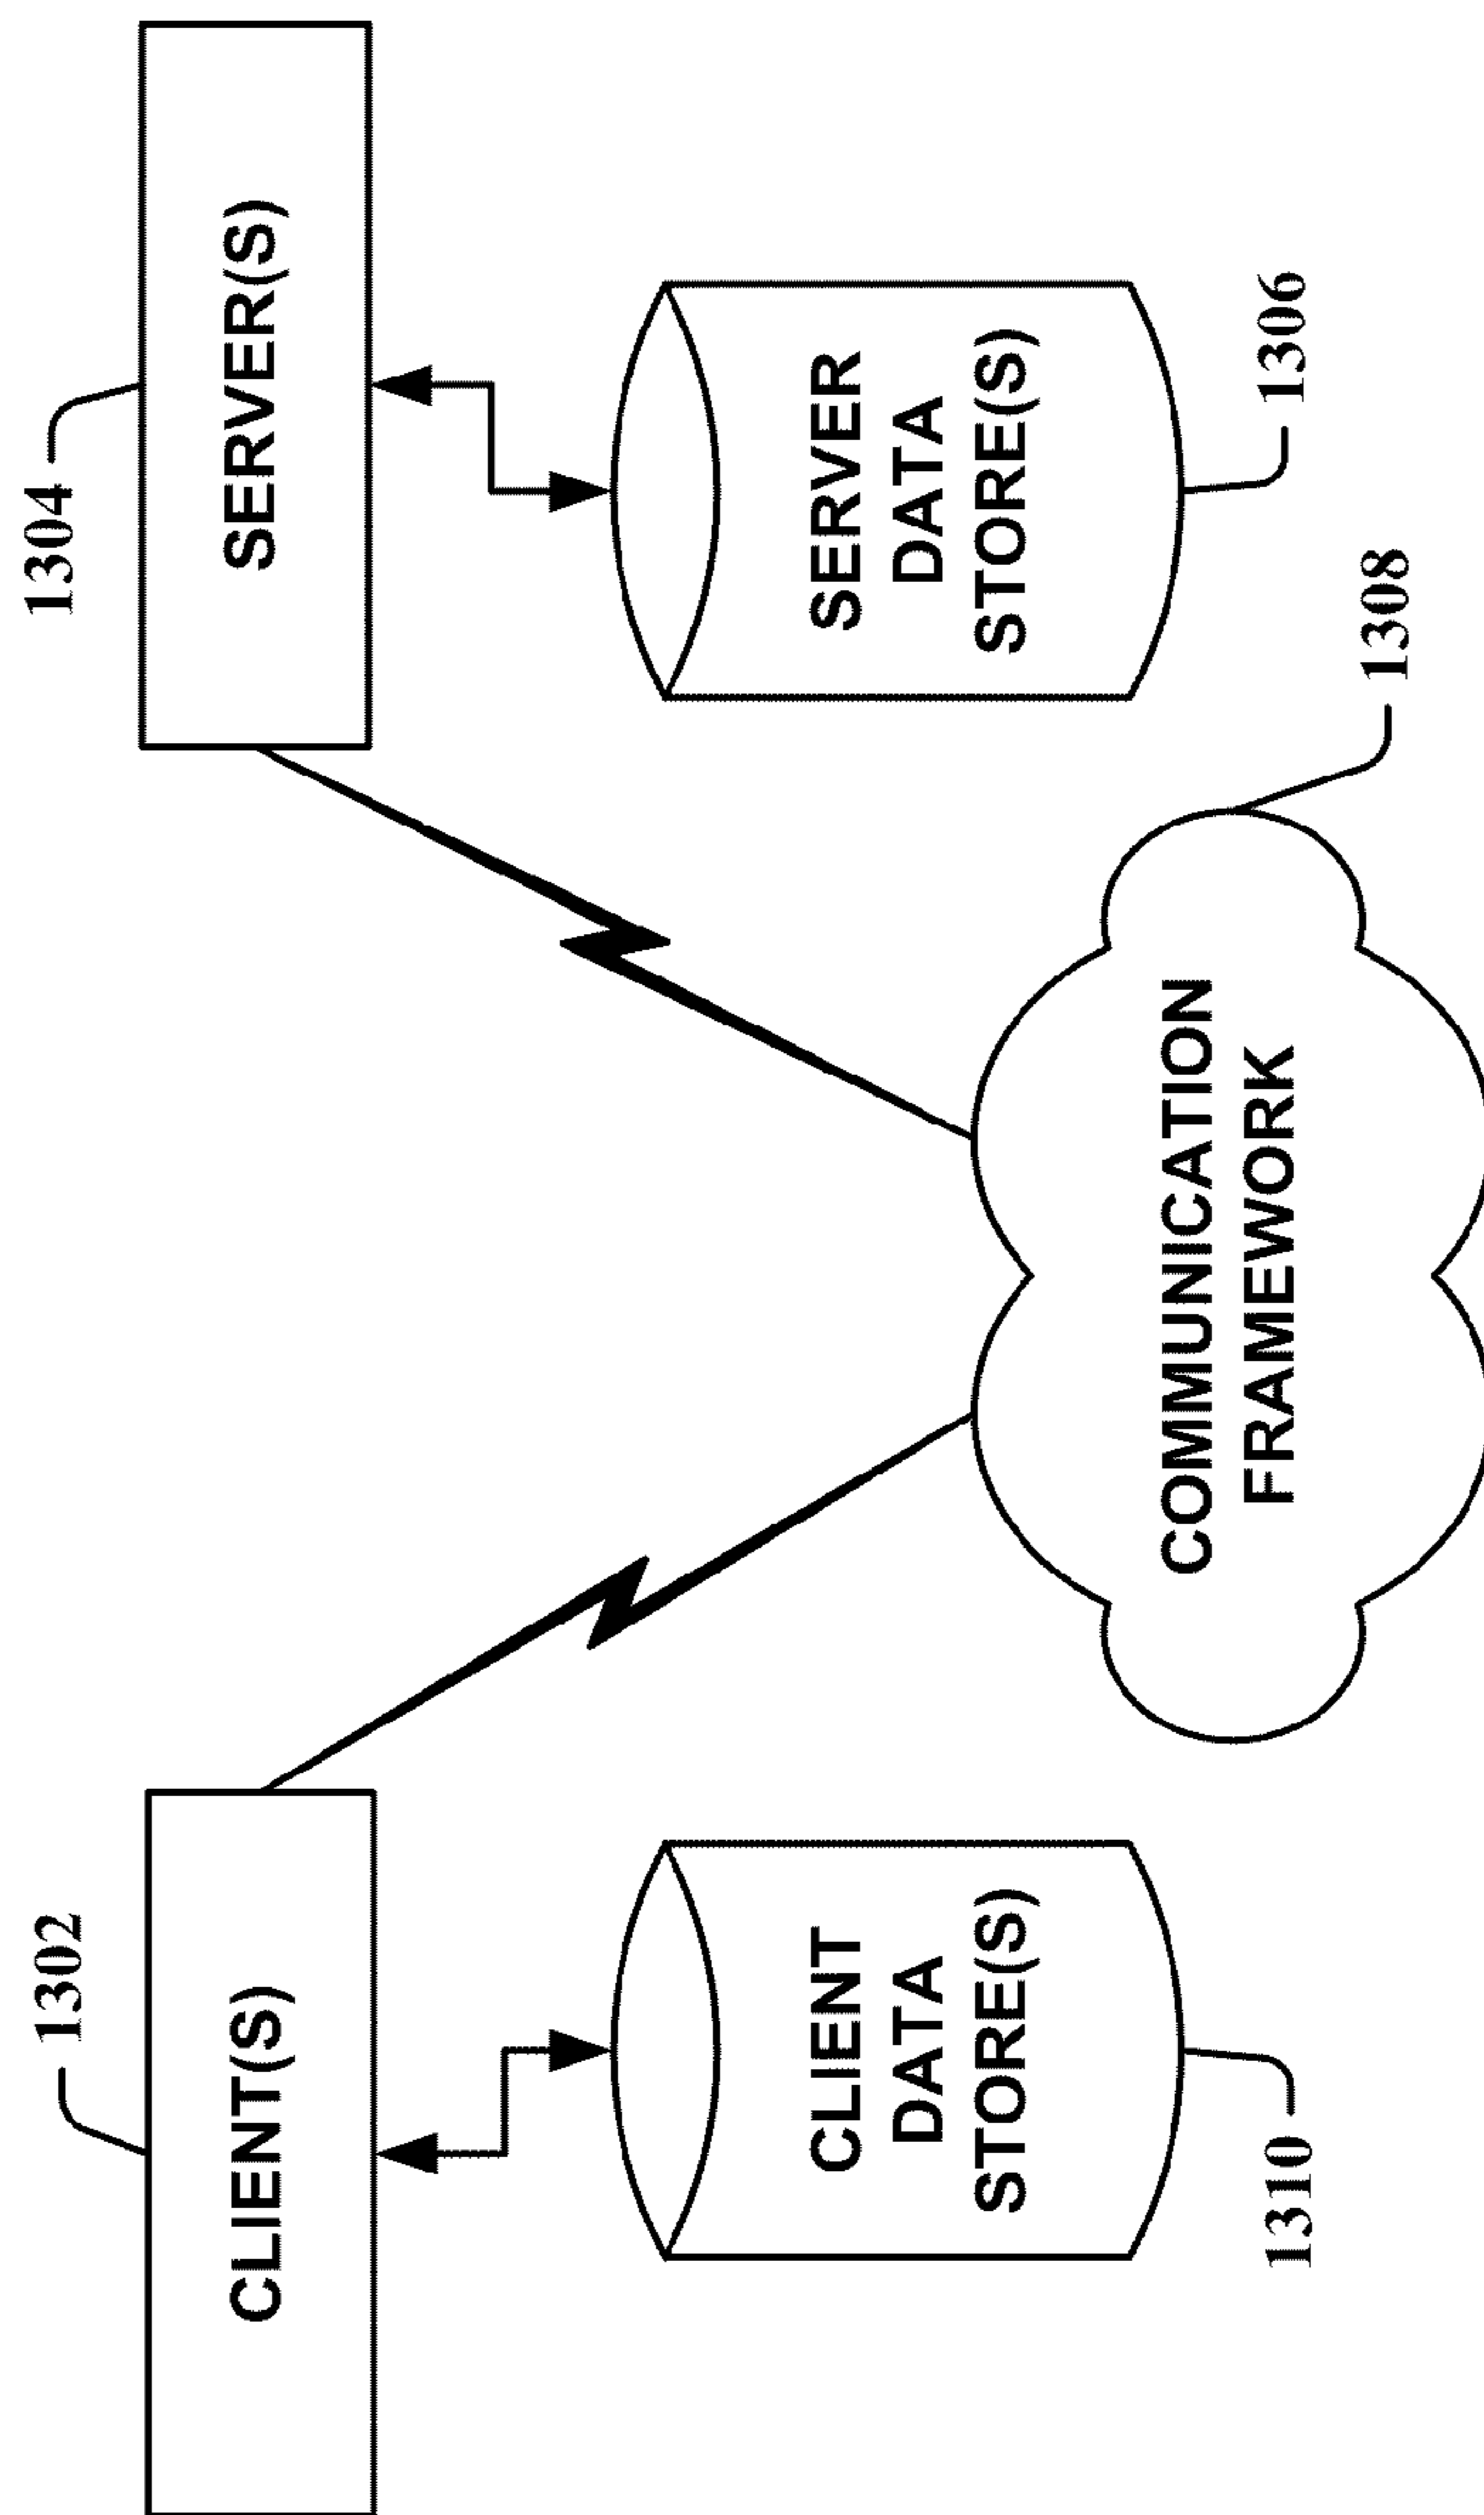 1302
CLIENT(S)
1304
SERVER(S)
CLIENT
DATA
STORE(S)
1310
SERVER
DATA
STORE(S)
1306
COMMUNICATION
FRAMEWORK
1308